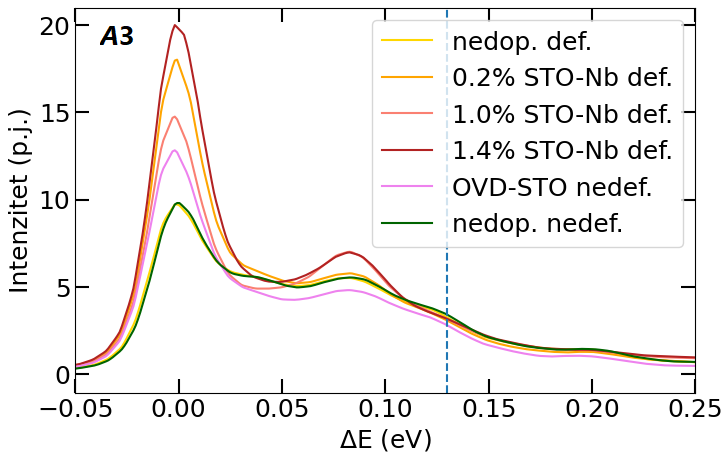 A3
nedop. def.
0.2% STO-Nb def.
1.0% STO-Nb def.
1.4% STO-Nb def.
OVD-STO nedef.
nedop. nedef.
Intenzitet (p.j.)
20
15
10
5
0
−0.05 0.00 0.05 0.10 0.15 0.20 0.25
ΔE (eV)